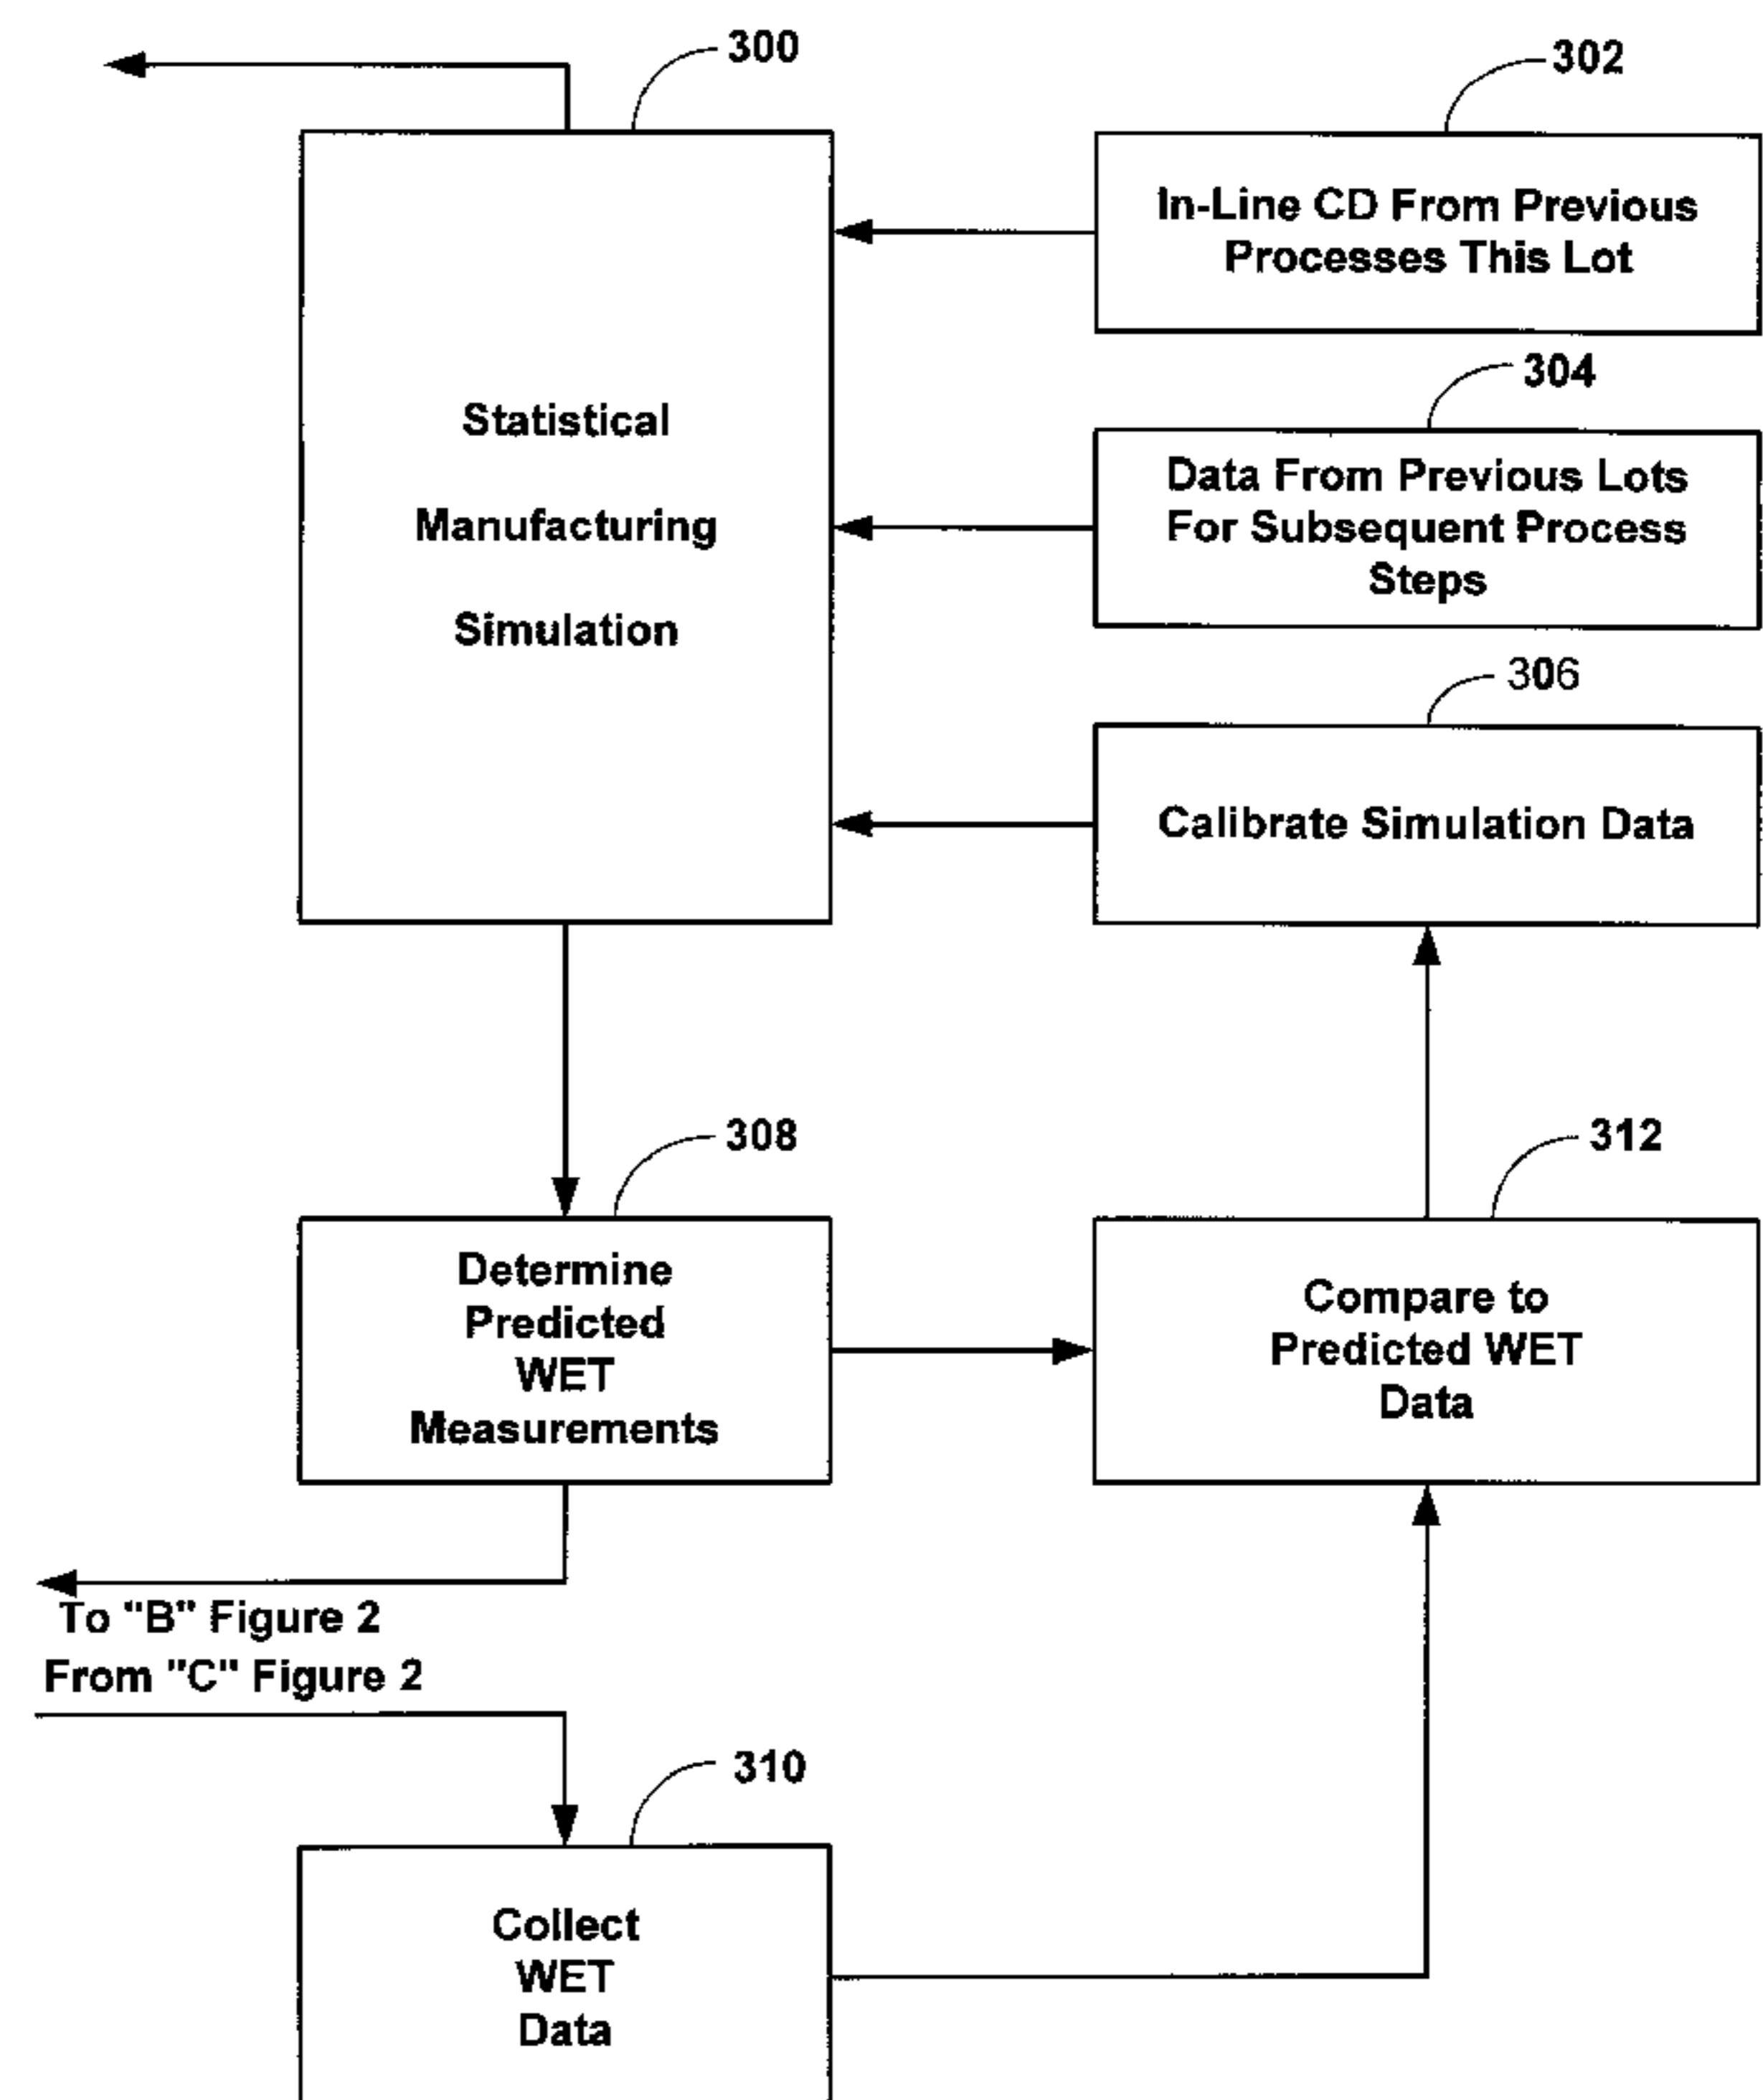 300
302
In-Line CD From Previous
Processes This Lot
304
Statistical
Manufacturing
Simulation
Data From Previous Lots
For Subsequent Process
Steps
306
Calibrate Simulation Data
308
312
Determine
Predicted
WET
Measurements
Compare to
Predicted WET
Data
To "B" Figure 2
From "C" Figure 2
310
Collect
WET
Data